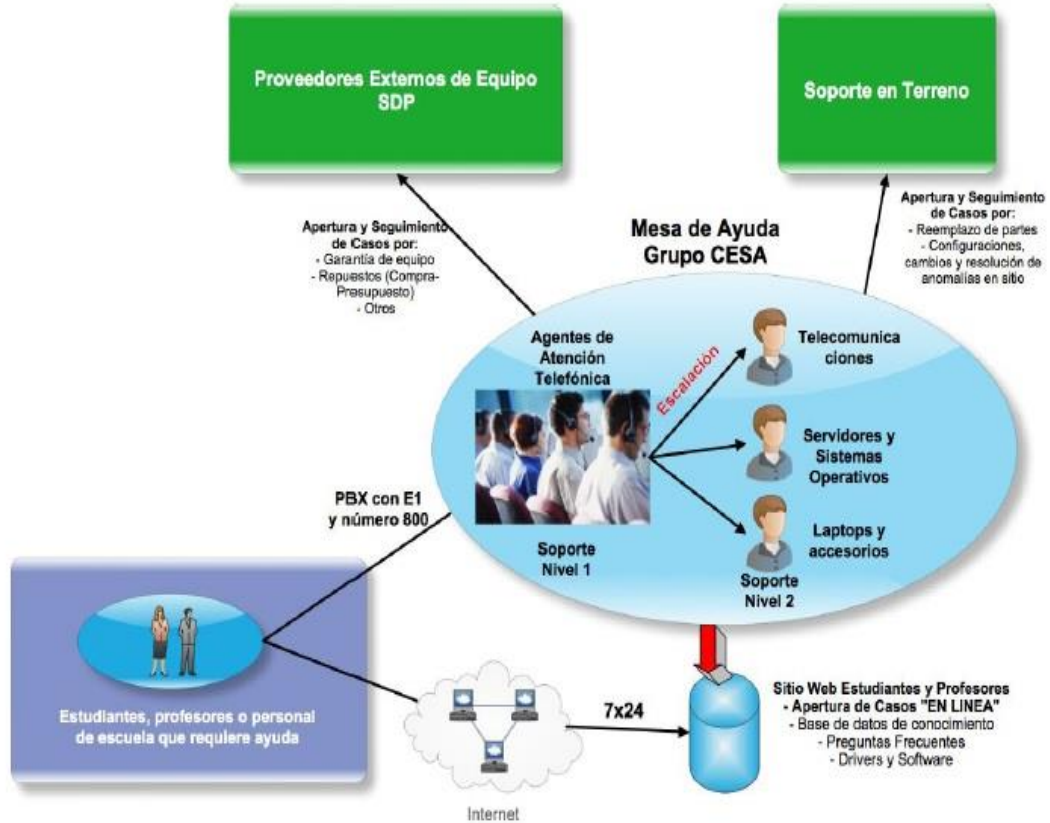 Proveedores Externos de Equipo
SDP
Soporte en Terreno
Apertura y Seguimiento
de Casos por:
- Garantía de equipo
- Repuestos (Compra-
Presupuesto)
- Otros
Apertura y Seguimiento
de Casos por:
- Reemplazo de partes
- Configuraciones,
cambios y resolución de
anomalías en sitio
Mesa de Ayuda
Grupo CESA
Agentes de
Atención
Telefónica
Escalación
Telecomunica
ciones
Servidores y
Sistemas
Operativos
Laptops y
accesorios
Soporte
Nivel 1
Soporte
Nivel 2
PBX con E1
y número 800
Estudiantes, profesores o personal
de escuela que requiere ayuda
7x24
Internet
Sitio Web Estudiantes y Profesores
- Apertura de Casos "EN LINEA"
- Base de datos de conocimiento
- Preguntas Frecuentes
- Drivers y Software